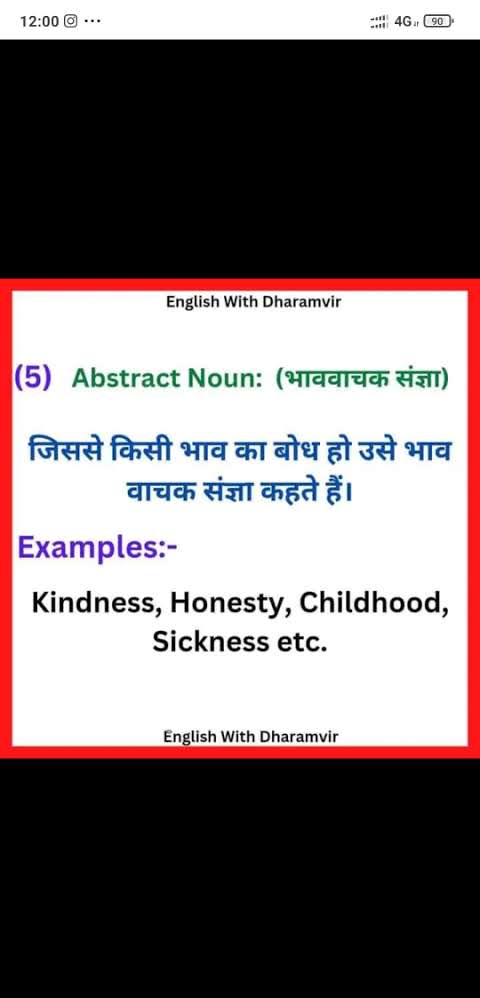 12:00
4G
90
English With Dharamvir
(5) Abstract Noun: (भाववाचक संज्ञा)
जिससे किसी भाव का बोध हो उसे भाव
वाचक संज्ञा कहते हैं।
Examples:-
Kindness, Honesty, Childhood,
Sickness etc.
English With Dharamvir